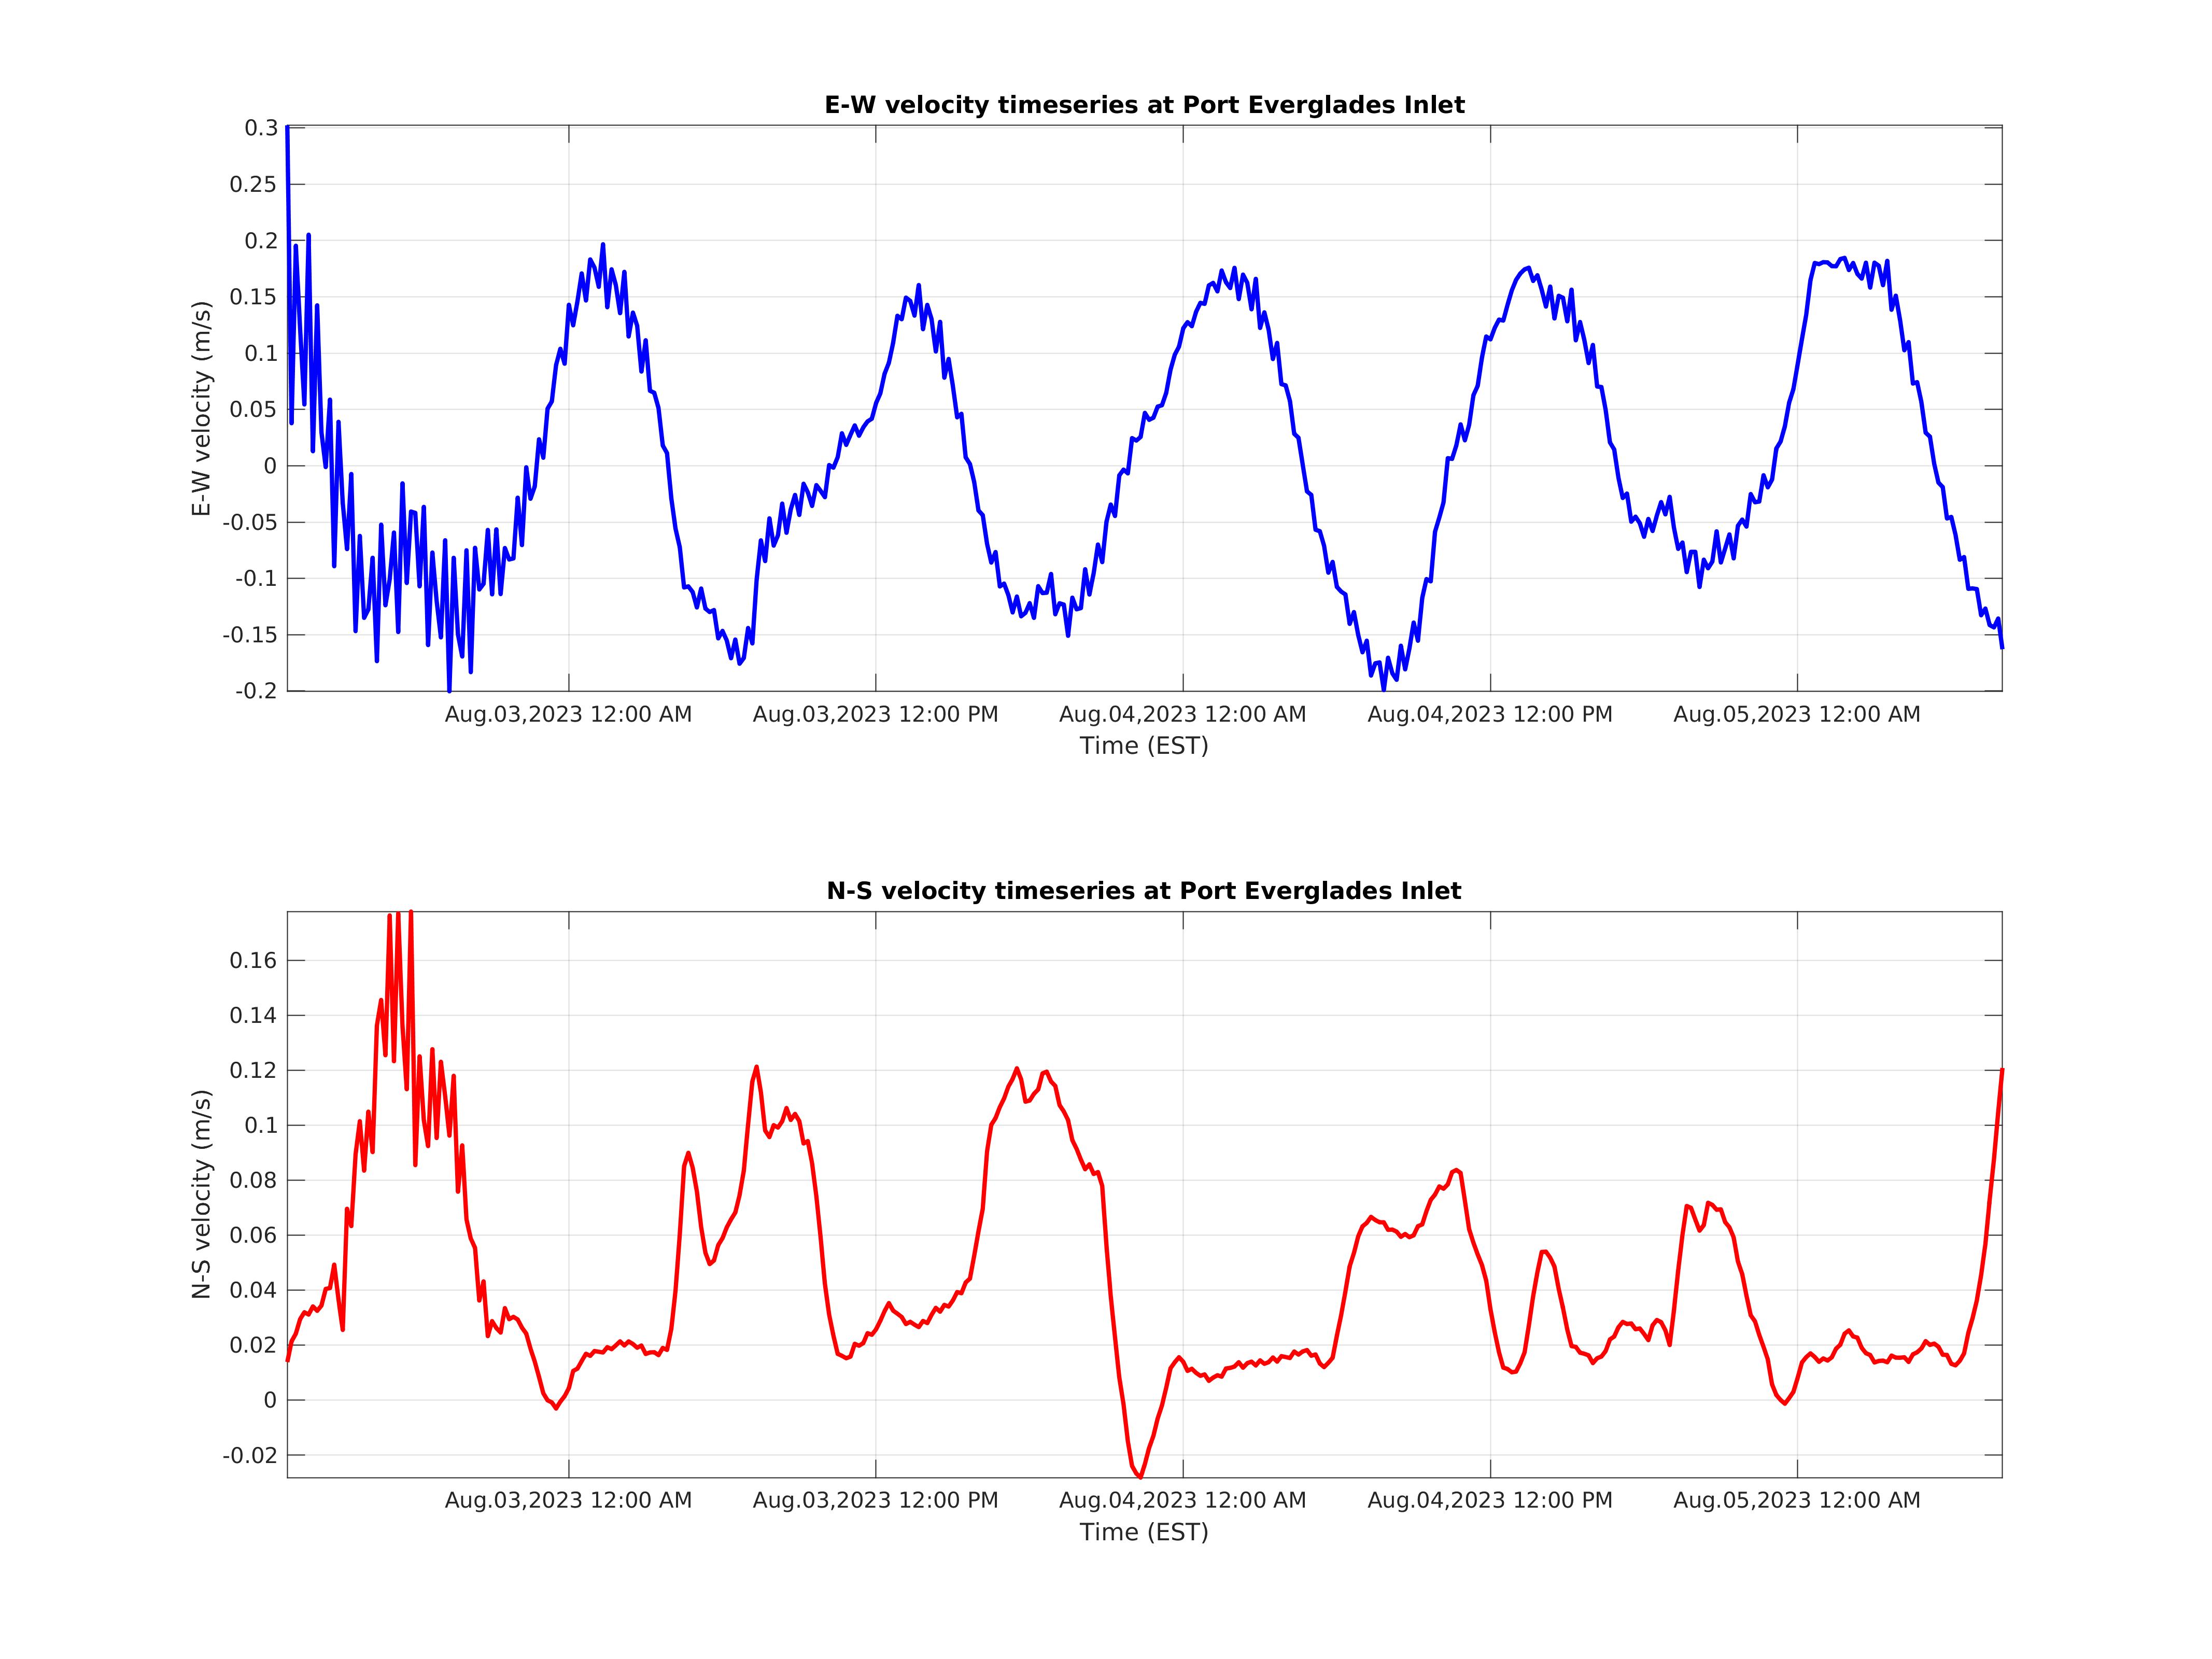 E-W velocity timeseries at Port Everglades Inlet
0.3
0.25
0.2
0.15
0.1
0.05
0
-0.05
-0.1
-0.15
-0.2
E-W velocity (m/s)
Aug.03,2023 12:00 AM
Aug.03,2023 12:00 PM
Aug.04,2023 12:00 AM
Aug.04,2023 12:00 PM
Aug.05,2023 12:00 AM
Time (EST)
N-S velocity timeseries at Port Everglades Inlet
0.16
0.14
0.12
0.1
0.08
0.06
0.04
0.02
0
-0.02
N-S velocity (m/s)
Aug.03,2023 12:00 AM
Aug.03,2023 12:00 PM
Aug.04,2023 12:00 AM
Aug.04,2023 12:00 PM
Aug.05,2023 12:00 AM
Time (EST)